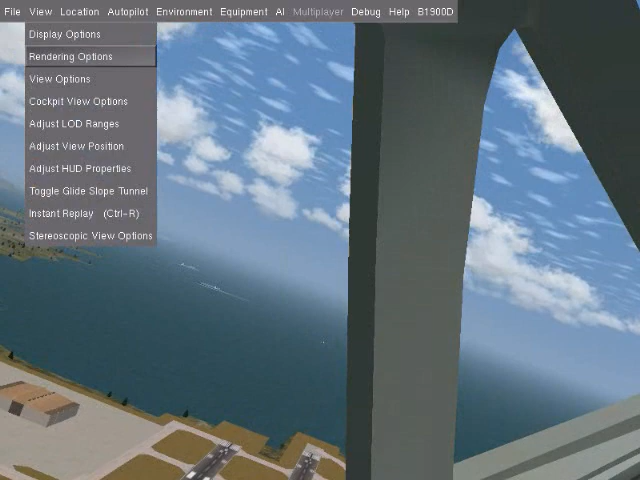 File View Location Autopilot Environment Equipment AI Multiplayer Debug Help B1900D
Display Options
Rendering Options
View Options
Cockpit View Options
Adjust LOD Ranges
Adjust View Position
Adjust HUD Properties
Toggle Glide Slope Tunnel
Instant Replay (Ctrl-R)
Stereoscopic View Options